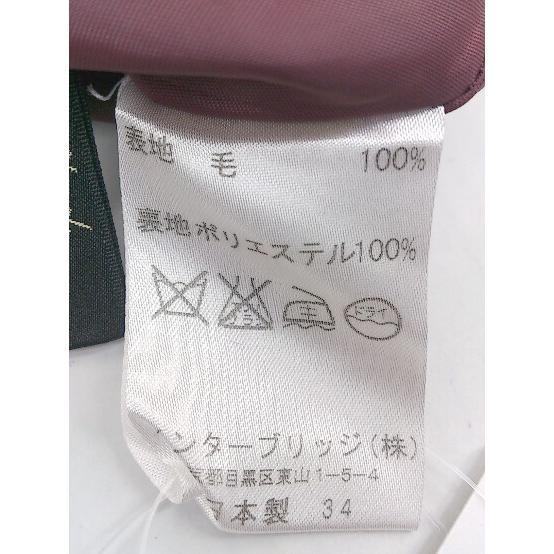 表地 毛 100%
裏地ポリエステル100%
中
ドライ
ンターブリッジ(株)
京都目黒区東山1-5-4
日本製 34